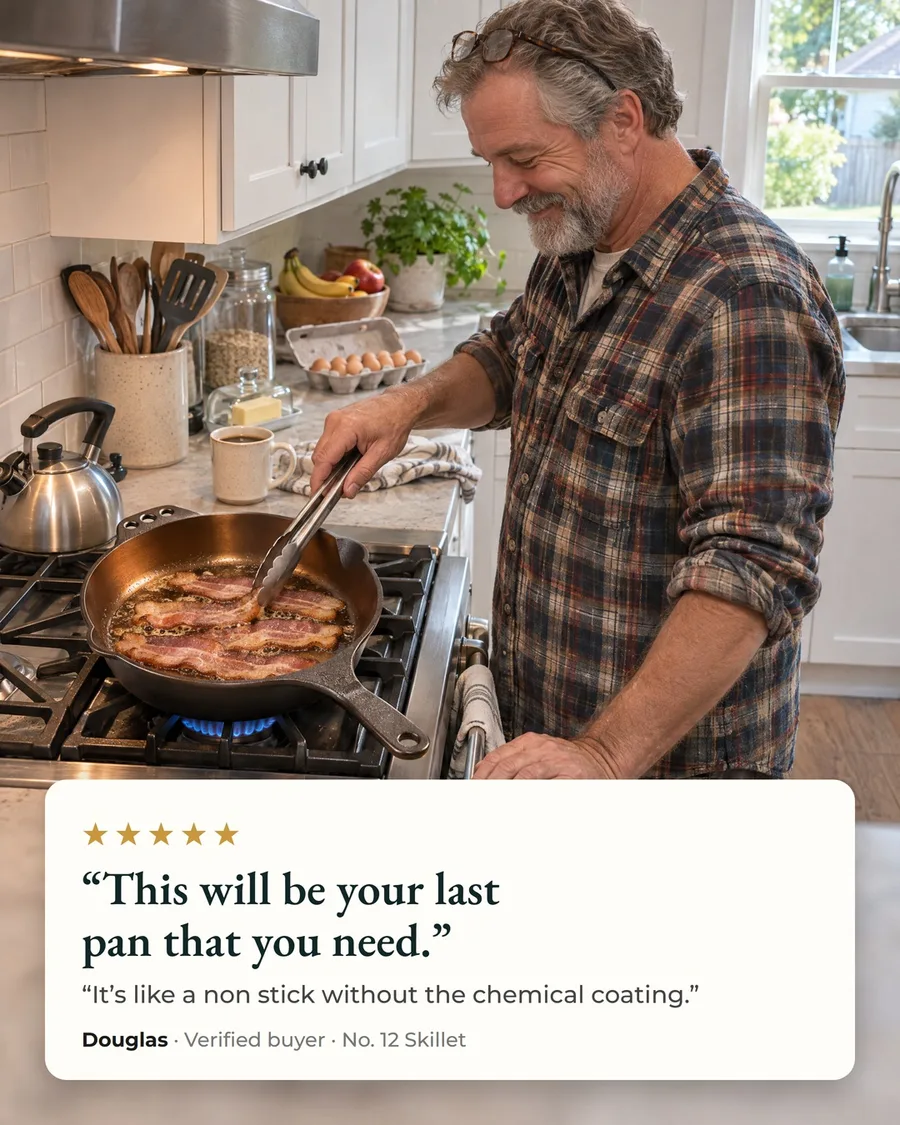 ★★★★★
“This will be your last
pan that you need.”
“It’s like a non stick without the chemical coating.”
Douglas · Verified buyer · No. 12 Skillet